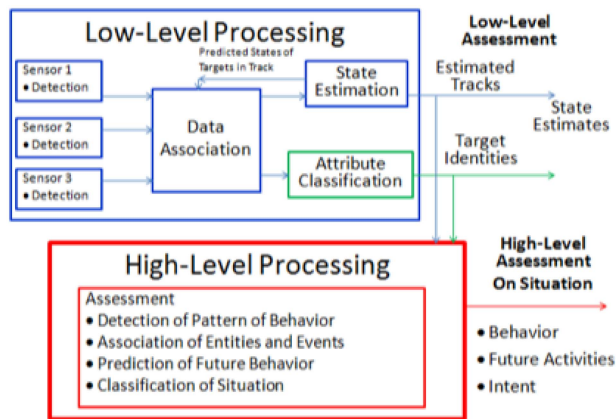 Low-Level Processing
Low-Level
Assessment
Sensor 1
• Detection
Predicted States of
Targets in Track
State
Estimation
Estimated
Tracks
State
Estimates
Sensor 2
• Detection
Data
Association
Target
Identities
Sensor 3
• Detection
Attribute
Classification
High-Level Processing
High-Level
Assessment
On Situation
Assessment
• Detection of Pattern of Behavior
• Association of Entities and Events
• Prediction of Future Behavior
• Classification of Situation
• Behavior
• Future Activities
• Intent